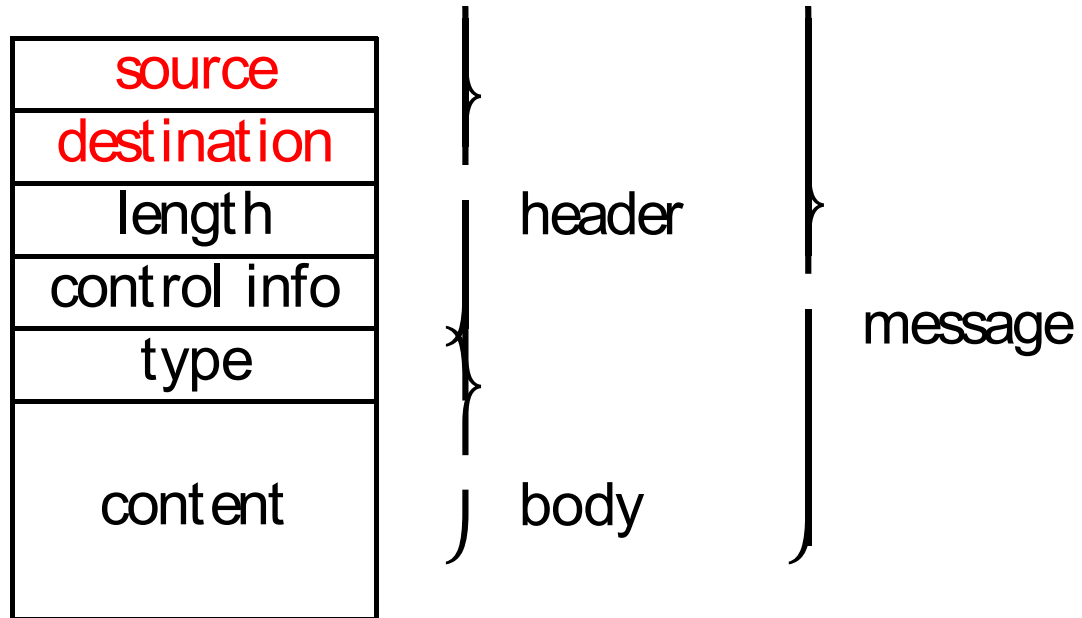 source
destination
length
control info
type
content
header
body
message